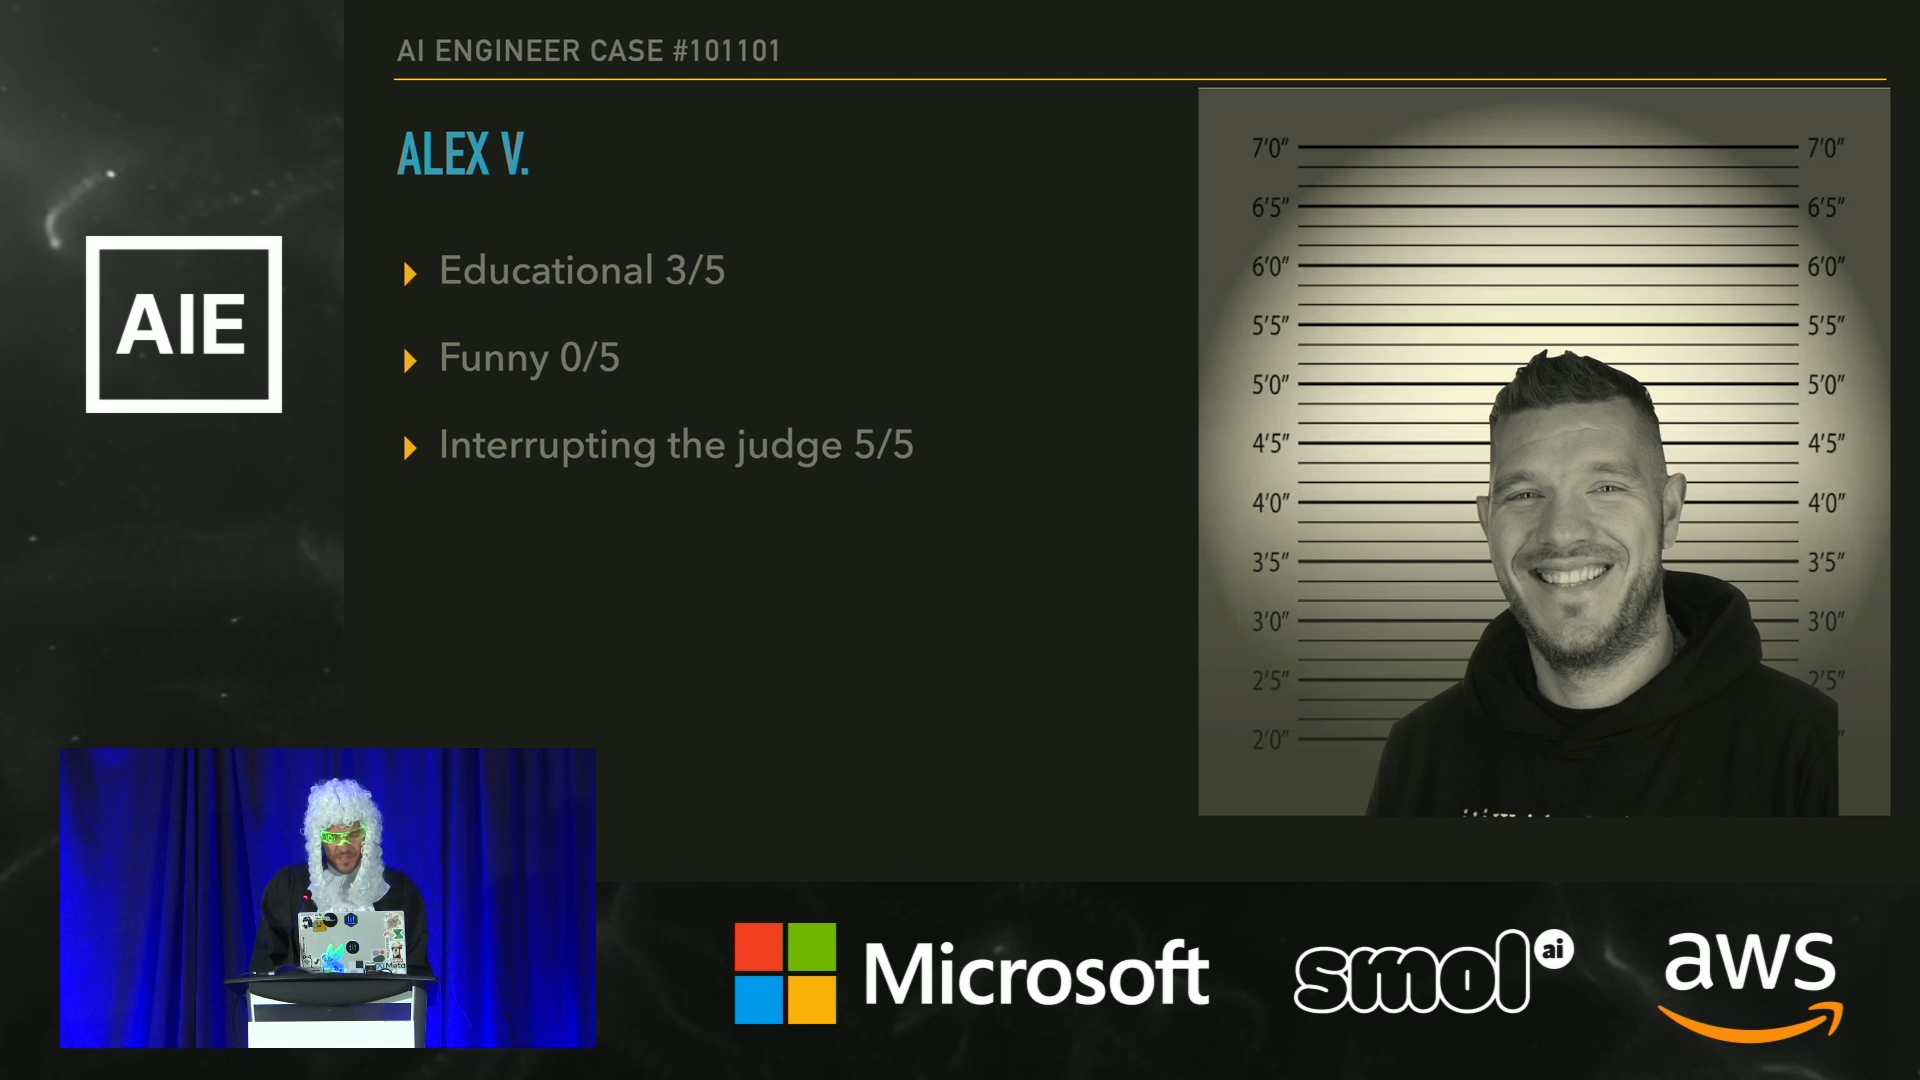 AI ENGINEER CASE #101101
ALEX V.
Educational 3/5
Funny 0/5
Interrupting the judge 5/5
AIE
7'0" 7'0"
6'5" 6'5"
6'0" 6'0"
5'5" 5'5"
5'0" 5'0"
4'5" 4'5"
4'0" 4'0"
3'5" 3'5"
3'0" 3'0"
2'5" 2'5"
2'0" "
Meta
Microsoft
smol ai
aws